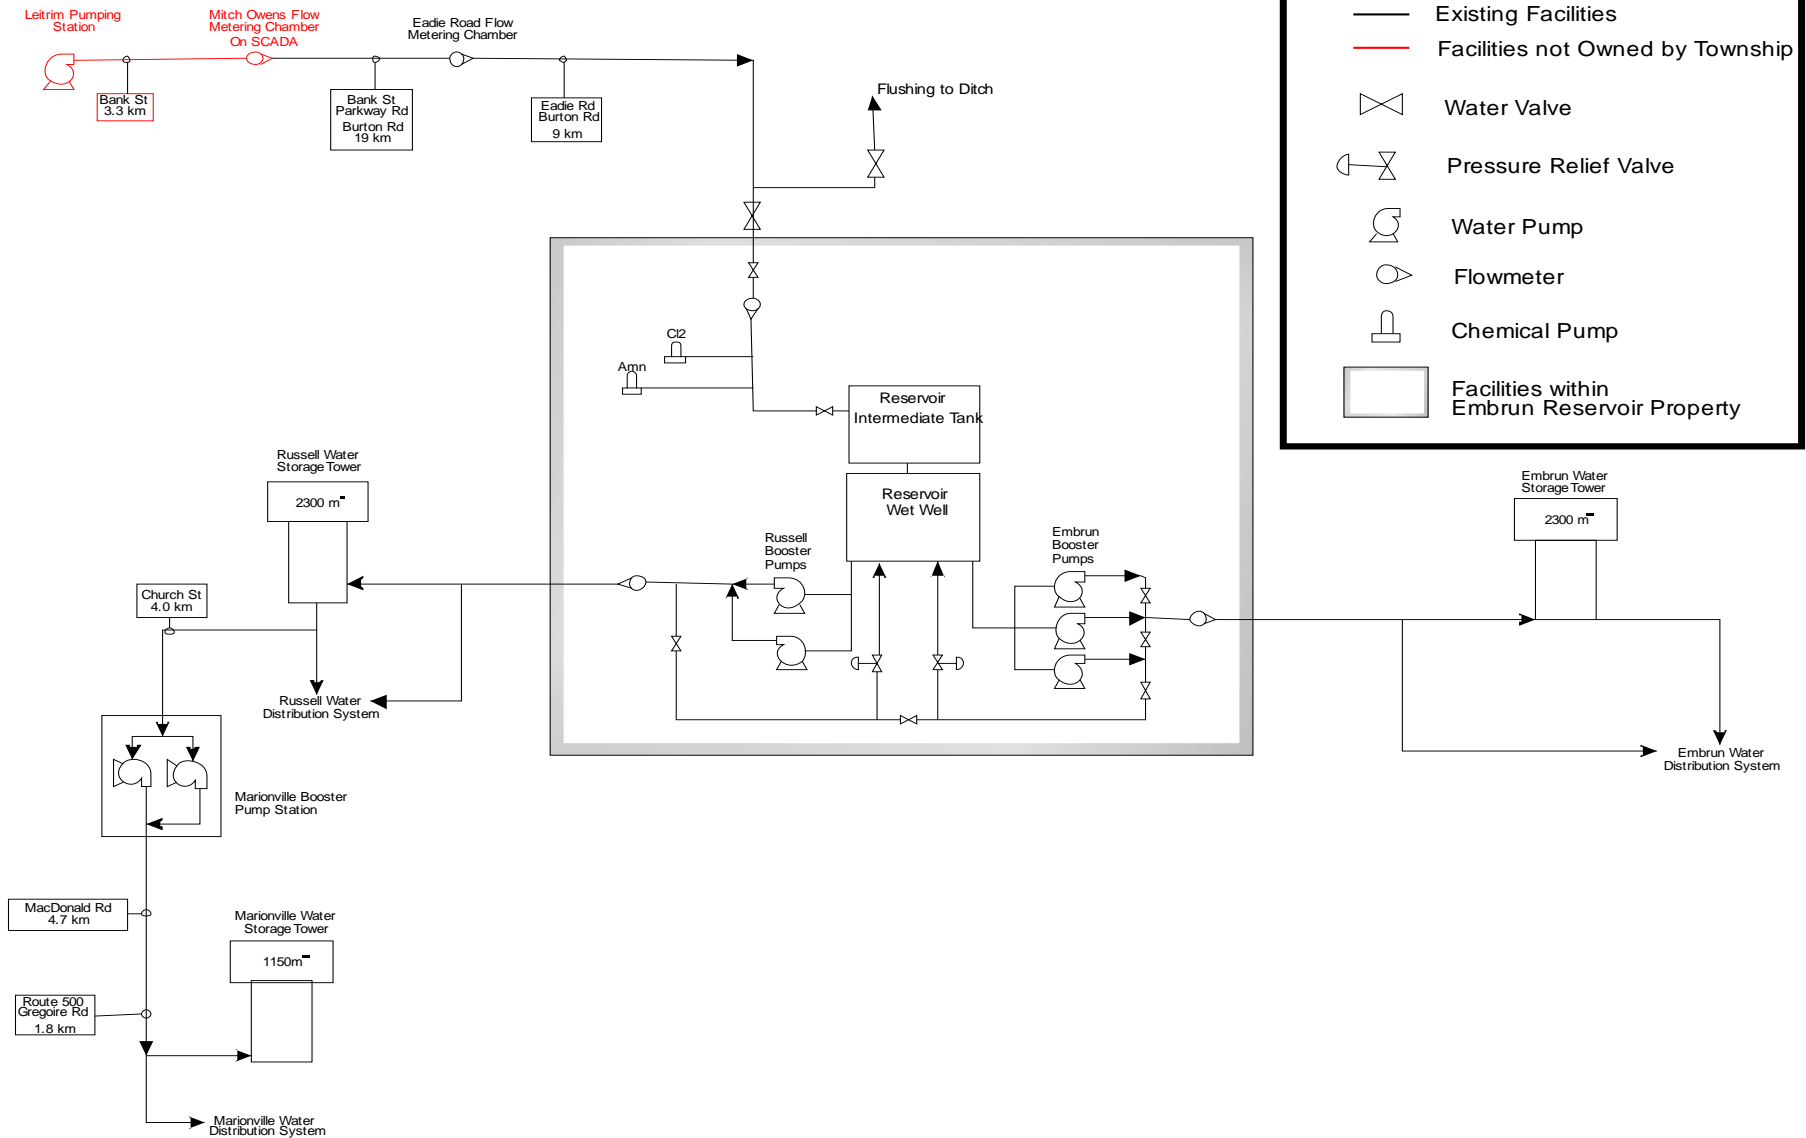 Leitrim Pumping
Station
Mitch Owens Flow
Metering Chamber
On SCADA
Eadie Road Flow
Metering Chamber
Bank St
3.3 km
Bank St
Parkway Rd
Burton Rd
19 km
Eadie Rd
Burton Rd
9 km
Flushing to Ditch
Existing Facilities
Facilities not Owned by Township
Water Valve
Pressure Relief Valve
Water Pump
Flowmeter
Chemical Pump
Facilities within
Embrun Reservoir Property
Cl2
Amn
Reservoir
Intermediate Tank
Reservoir
Wet Well
Russell Water
Storage Tower
2300 m
Russell
Booster
Pumps
Embrun
Booster
Pumps
Embrun Water
Storage Tower
2300 m
Church St
4.0 km
Russell Water
Distribution System
Embrun Water
Distribution System
Marionville Booster
Pump Station
MacDonald Rd
4.7 km
Marionville Water
Storage Tower
1150m
Route 500
Gregoire Rd
1.8 km
Marionville Water
Distribution System